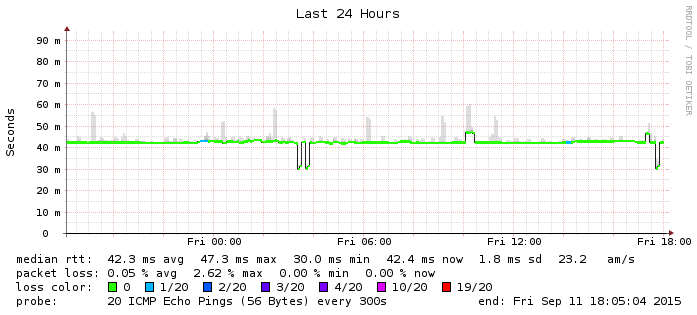 Last 24 Hours
RRDTOOL / TOBI OETIKER
Seconds
90 m
80 m
70 m
60 m
50 m
40 m
30 m
20 m
10 m
0
Fri 00:00 Fri 06:00 Fri 12:00 Fri 18:00
median rtt: 42.3 ms avg 47.3 ms max 30.0 ms min 42.4 ms now 1.8 ms sd 23.2 am/s
packet loss: 0.05 % avg 2.62 % max 0.00 % min 0.00 % now
loss color: 0 1/20 2/20 3/20 4/20 10/20 19/20
probe: 20 ICMP Echo Pings (56 Bytes) every 300s end: Fri Sep 11 18:05:04 2015